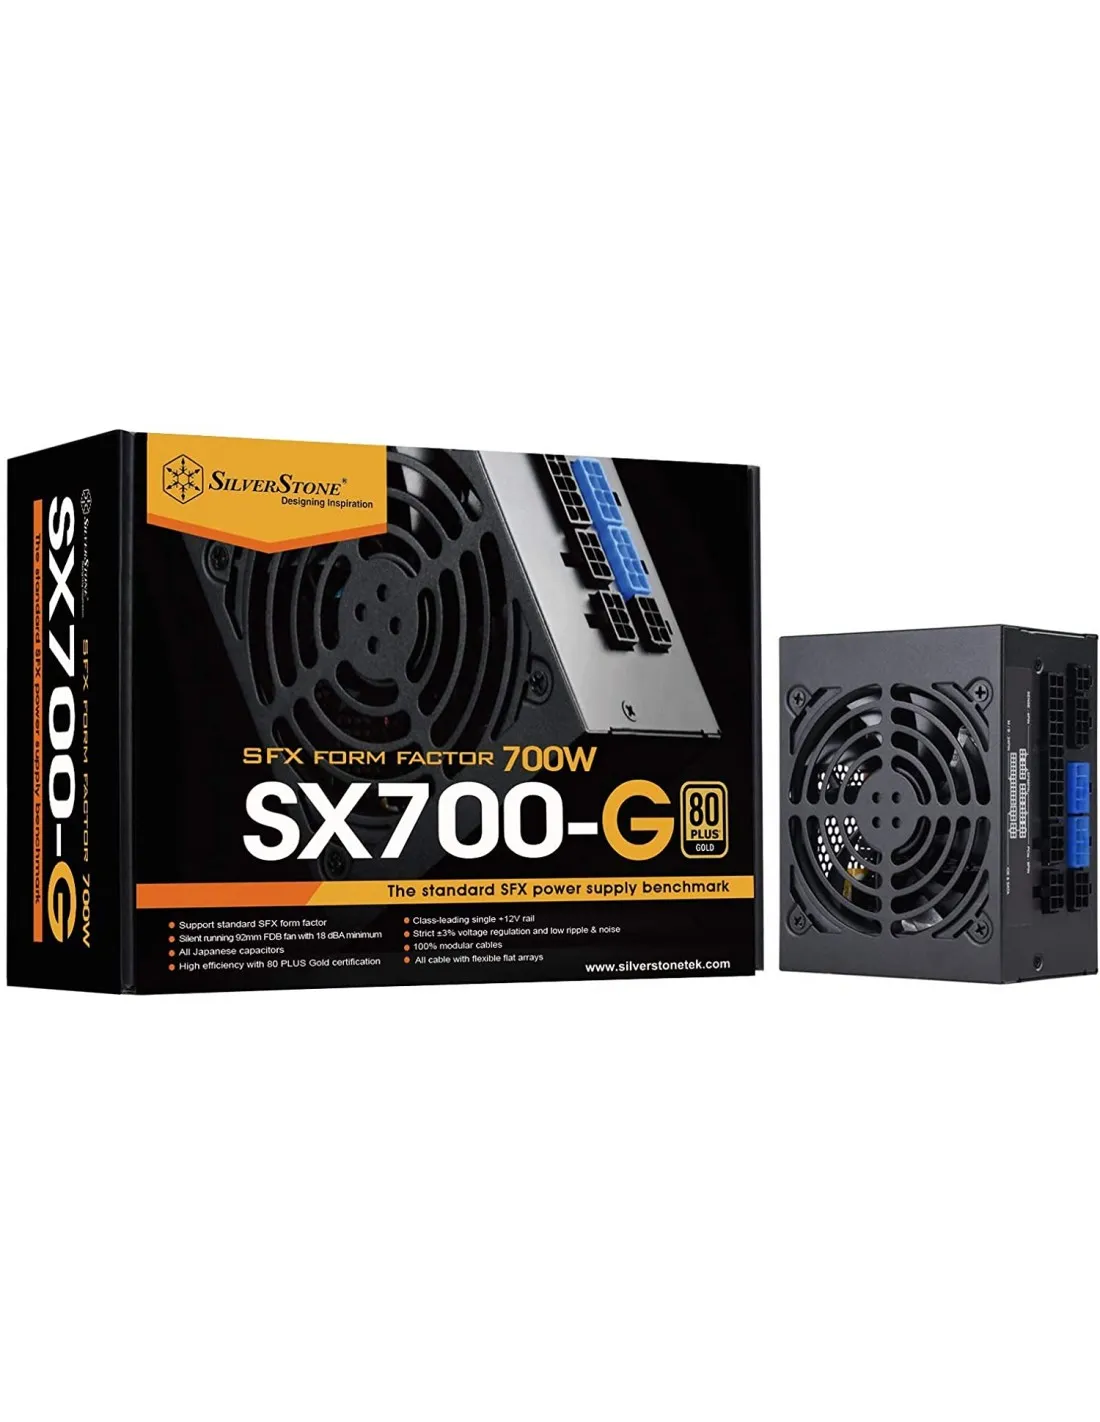 SILVERSTONE®
Designing Inspiration
SFX FORM FACTOR 700W
SX700-G
80
PLUS
GOLD
The standard SFX power supply benchmark
Support standard SFX form factor
Silent running 92mm FDB fan with 18 dBA minimum
All Japanese capacitors
High efficiency with 80 PLUS Gold certification
Class-leading single +12V rail
Strict ±3% voltage regulation and low ripple & noise
100% modular cables
All cable with flexible flat arrays
www.silverstonetek.com
SILVERSTONE
SFX FORM FACTOR 700W
SX700-G
The standard SFX power supply benchmark